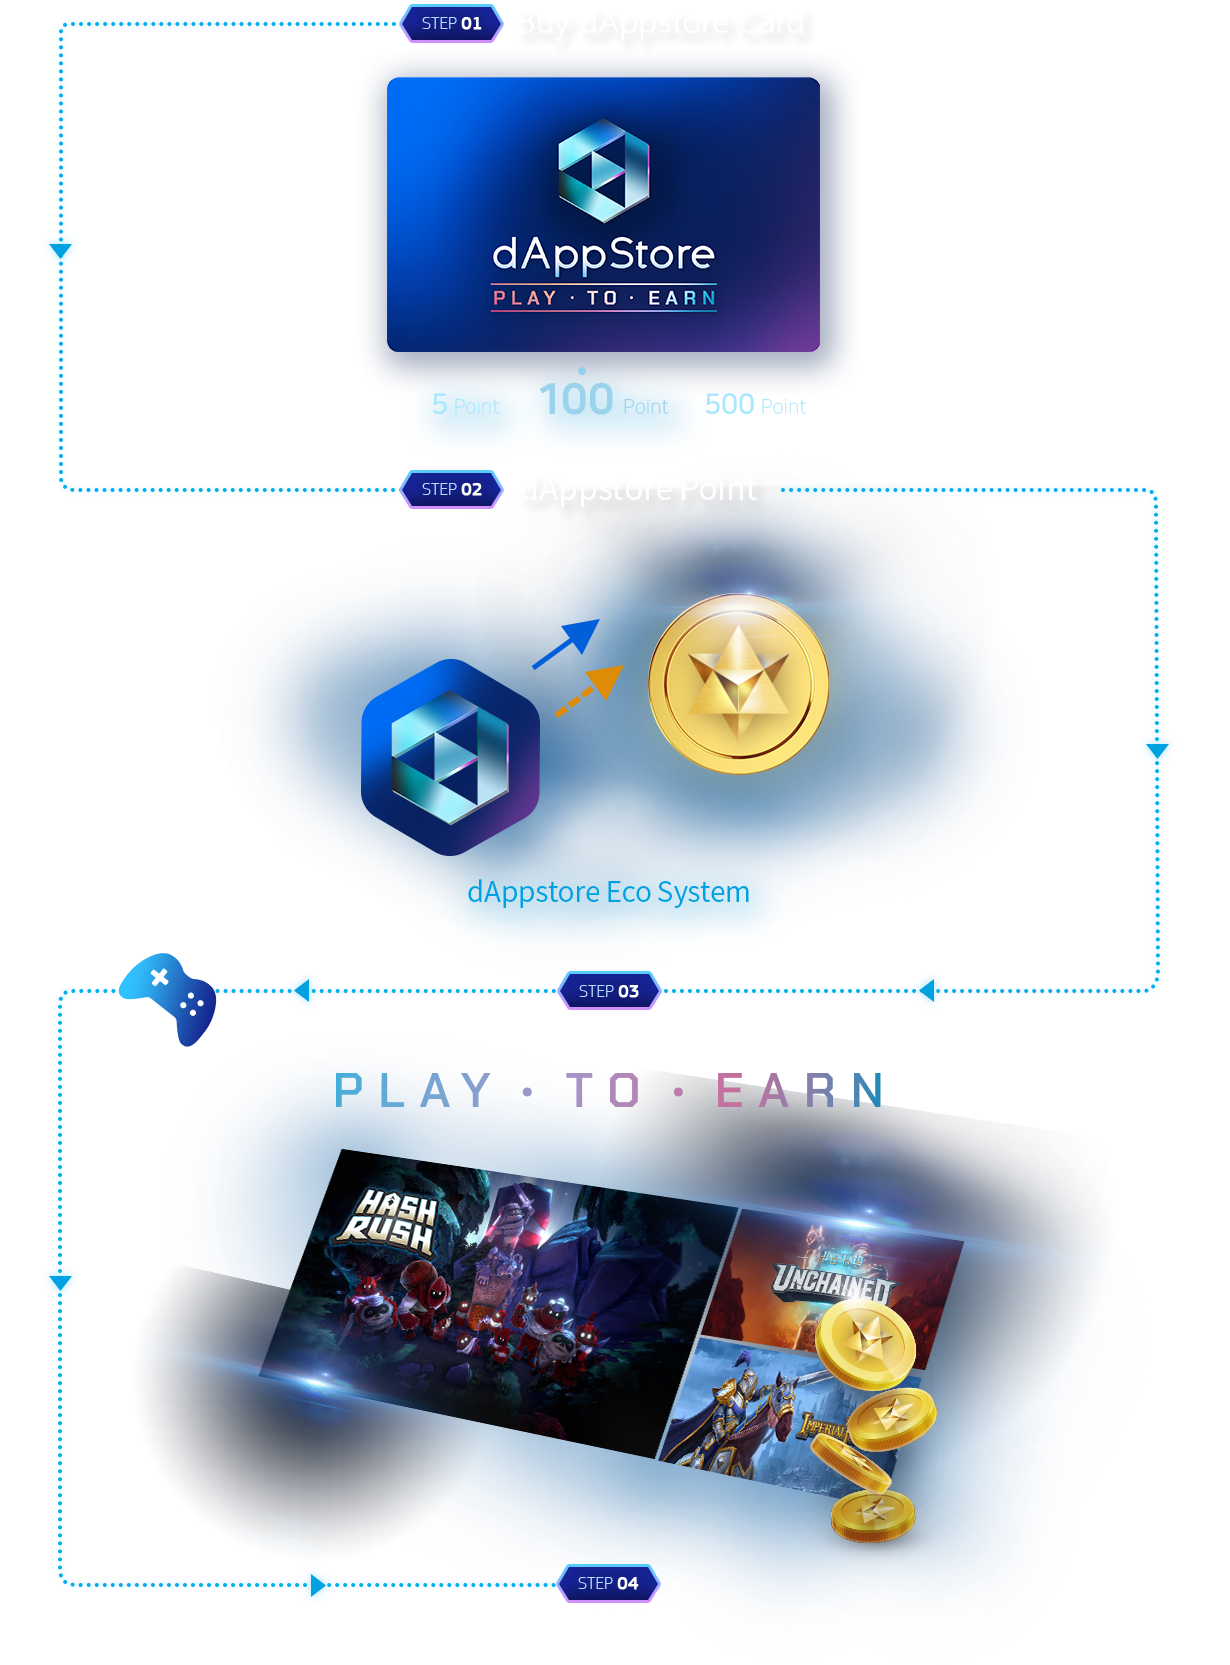 STEP 01 Buy dAppstore Card
dAppStore
PLAY · TO · EARN
5 Point 100 Point 500 Point
STEP 02 dAppstore Point
dAppstore Eco System
STEP 03
PLAY · TO · EARN
HASH
RUSH
UNCHAINED
STEP 04